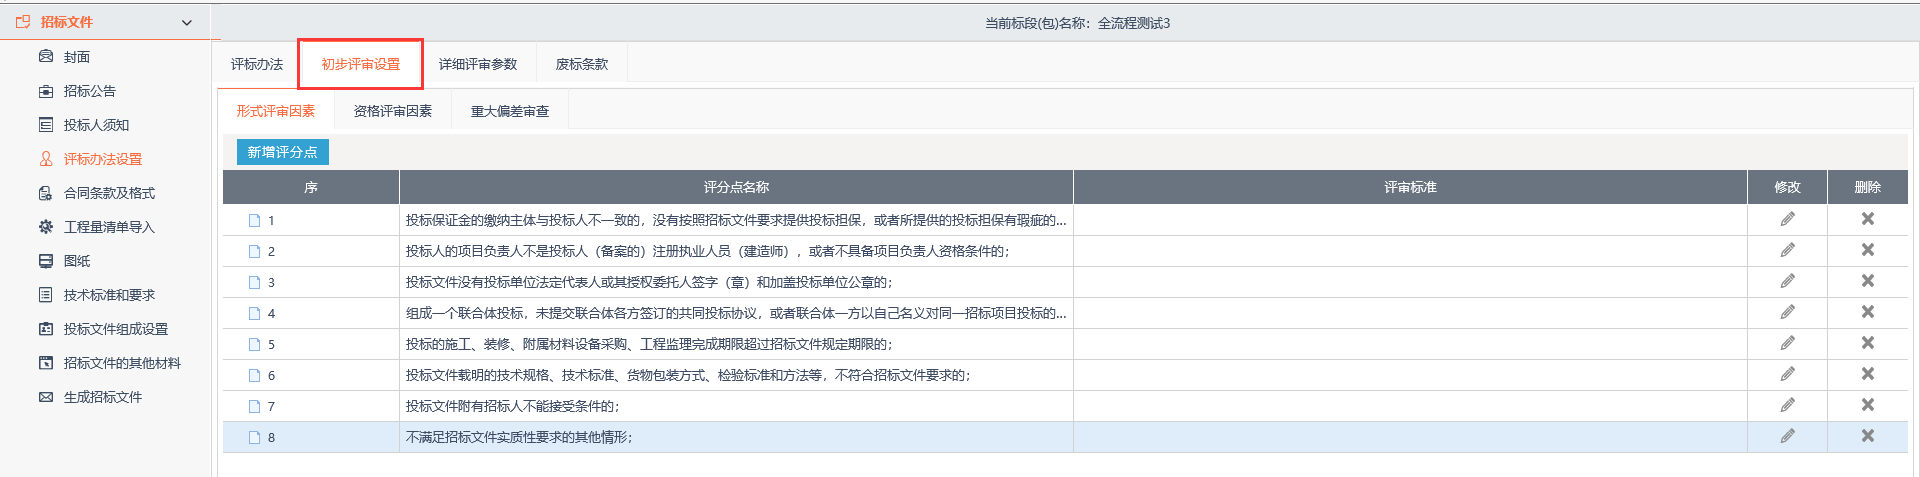 招标文件
当前标段(包)名称：全流程测试3
封面
招标公告
投标人须知
评标办法设置
合同条款及格式
工程量清单导入
图纸
技术标准和要求
投标文件组成设置
招标文件的其他材料
生成招标文件
评标办法 初步评审设置 详细评审参数 废标条款
形式评审因素 资格评审因素 重大偏差审查
新增评分点
序 评分点名称 评审标准 修改 删除
1 投标保证金的缴纳主体与投标人不一致的，没有按照招标文件要求提供投标担保，或者所提供的投标担保有瑕疵的...
2 投标人的项目负责人不是投标人（备案的）注册执业人员（建造师），或者不具备项目负责人资格条件的；
3 投标文件没有投标单位法定代表人或其授权委托人签字（章）和加盖投标单位公章的；
4 组成一个联合体投标，未提交联合体各方签订的共同投标协议，或者联合体一方以自己名义对同一招标项目投标的...
5 投标的施工、装修、附属材料设备采购、工程监理完成期限超过招标文件规定期限的；
6 投标文件载明的技术规格、技术标准、货物包装方式、检验标准和方法等，不符合招标文件要求的；
7 投标文件附有招标人不能接受条件的；
8 不满足招标文件实质性要求的其他情形；